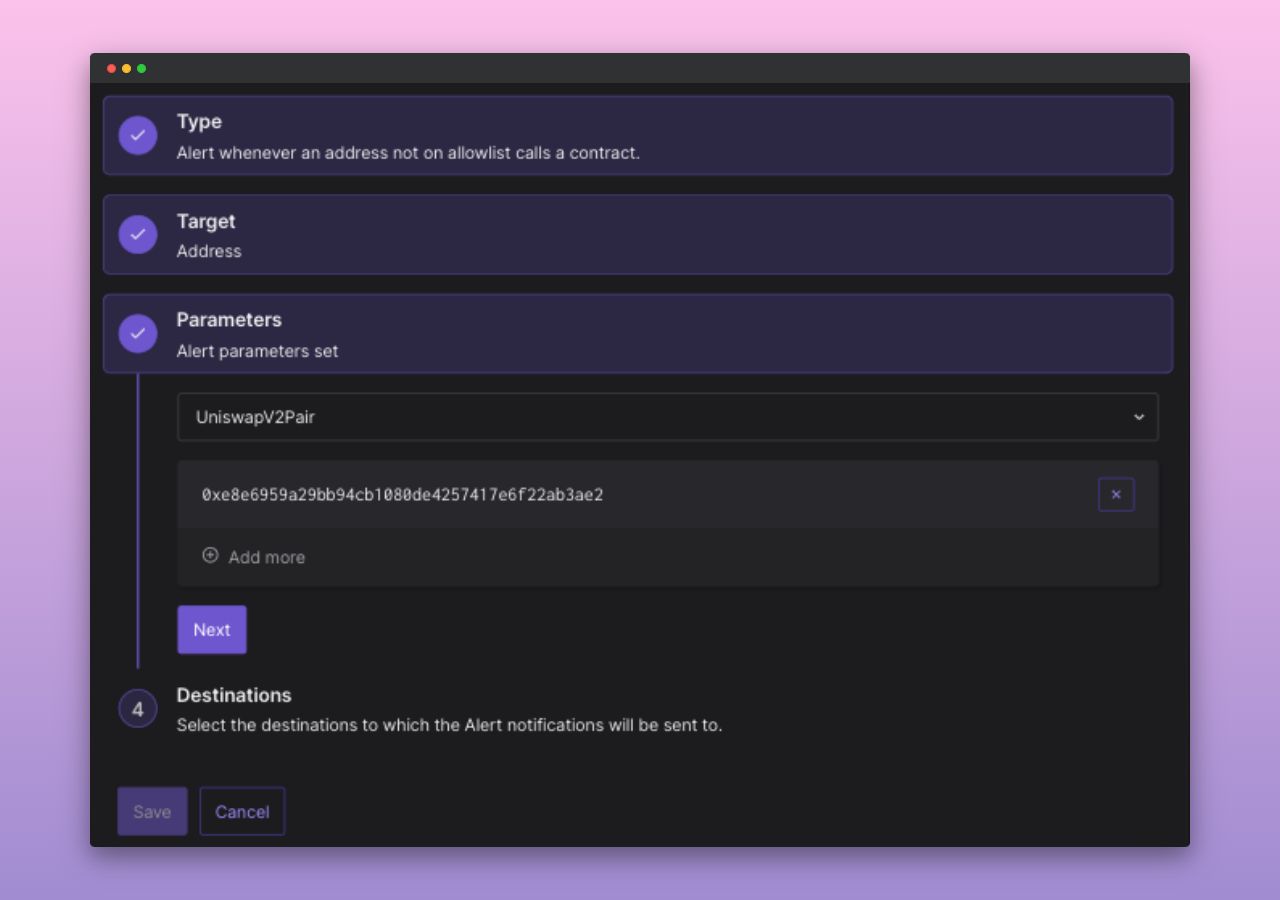 Type
Alert whenever an address not on allowlist calls a contract.
Target
Address
Parameters
Alert parameters set
UniswapV2Pair
0xe8e6959a29bb94cb1080de4257417e6f22ab3ae2
Add more
Next
4
Destinations
Select the destinations to which the Alert notifications will be sent to.
Save
Cancel